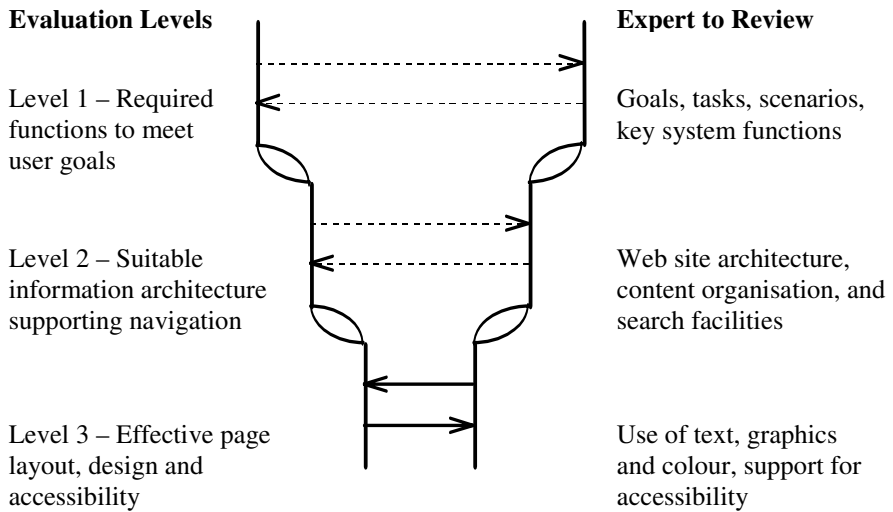 Evaluation Levels
Expert to Review
Level 1 – Required
functions to meet
user goals
Goals, tasks, scenarios,
key system functions
Level 2 – Suitable
information architecture
supporting navigation
Web site architecture,
content organisation, and
search facilities
Level 3 – Effective page
layout, design and
accessibility
Use of text, graphics
and colour, support for
accessibility